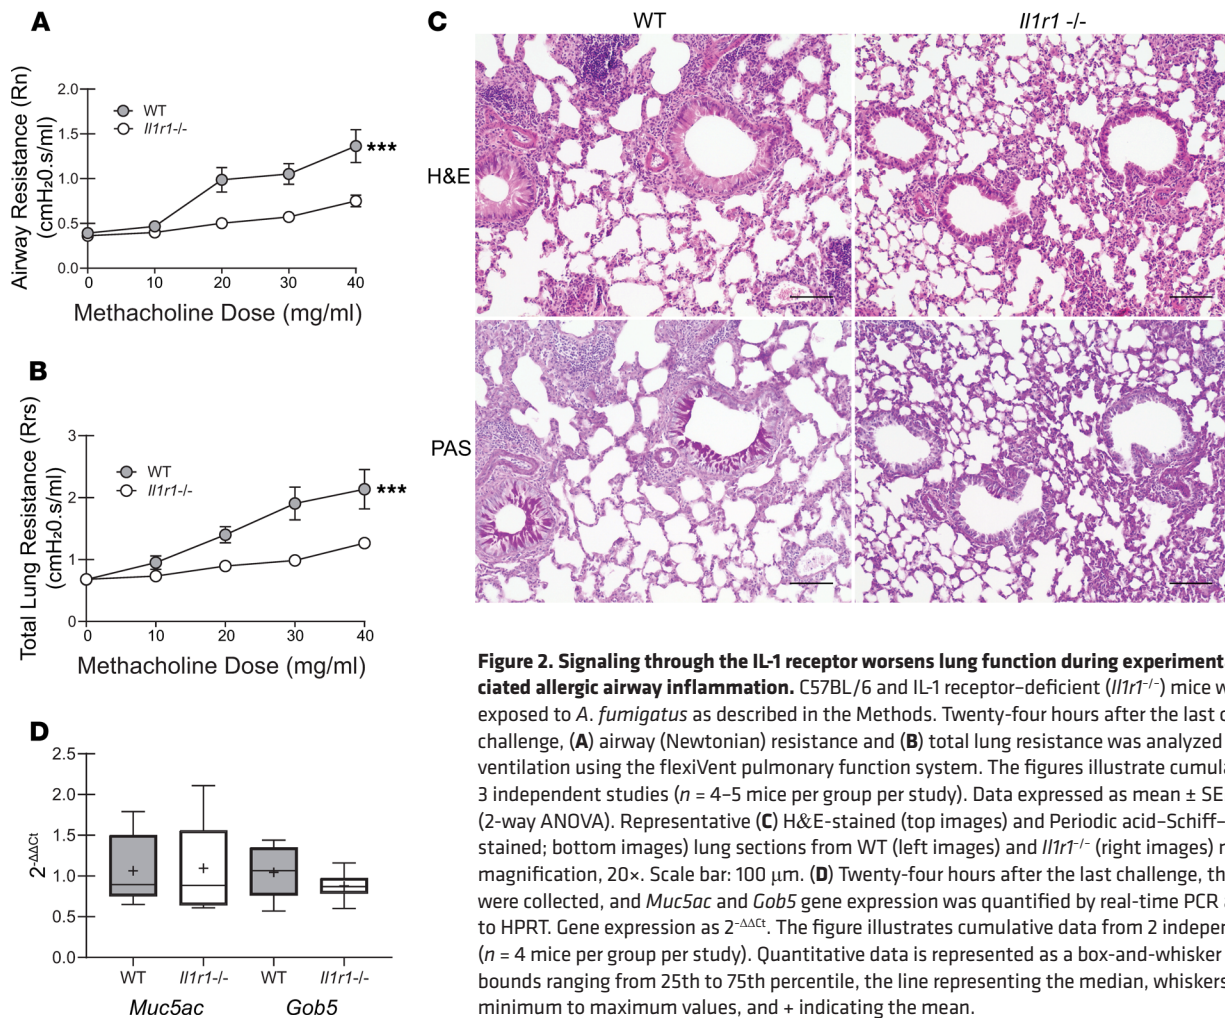 A
Airway Resistance (Rn)
(cmH₂0.s/ml)
2.0
1.5
1.0
0.5
0.0
WT
Il1r1-/-
***
0 10 20 30 40
Methacholine Dose (mg/ml)
B
Total Lung Resistance (Rrs)
(cmH₂0.s/ml)
3
2
1
0
WT
Il1r1-/-
***
0 10 20 30 40
Methacholine Dose (mg/ml)
C
WT Il1r1 -/-
H&E
PAS
D
2^-ΔΔCt
2.5
2.0
1.5
1.0
0.5
0.0
WT Il1r1-/- WT Il1r1-/-
Muc5ac Gob5
Figure 2. Signaling through the IL-1 receptor worsens lung function during experiment
ciated allergic airway inflammation. C57BL/6 and IL-1 receptor–deficient (Il1r1⁻/⁻) mice w
exposed to A. fumigatus as described in the Methods. Twenty-four hours after the last c
challenge, (A) airway (Newtonian) resistance and (B) total lung resistance was analyzed
ventilation using the flexiVent pulmonary function system. The figures illustrate cumula
3 independent studies (n = 4–5 mice per group per study). Data expressed as mean ± SE
(2-way ANOVA). Representative (C) H&E-stained (top images) and Periodic acid–Schiff–
stained; bottom images) lung sections from WT (left images) and Il1r1⁻/⁻ (right images) m
magnification, 20×. Scale bar: 100 μm. (D) Twenty-four hours after the last challenge, th
were collected, and Muc5ac and Gob5 gene expression was quantified by real-time PCR a
to HPRT. Gene expression as 2^-ΔΔCt. The figure illustrates cumulative data from 2 indepen
(n = 4 mice per group per study). Quantitative data is represented as a box-and-whisker
bounds ranging from 25th to 75th percentile, the line representing the median, whiskers
minimum to maximum values, and + indicating the mean.